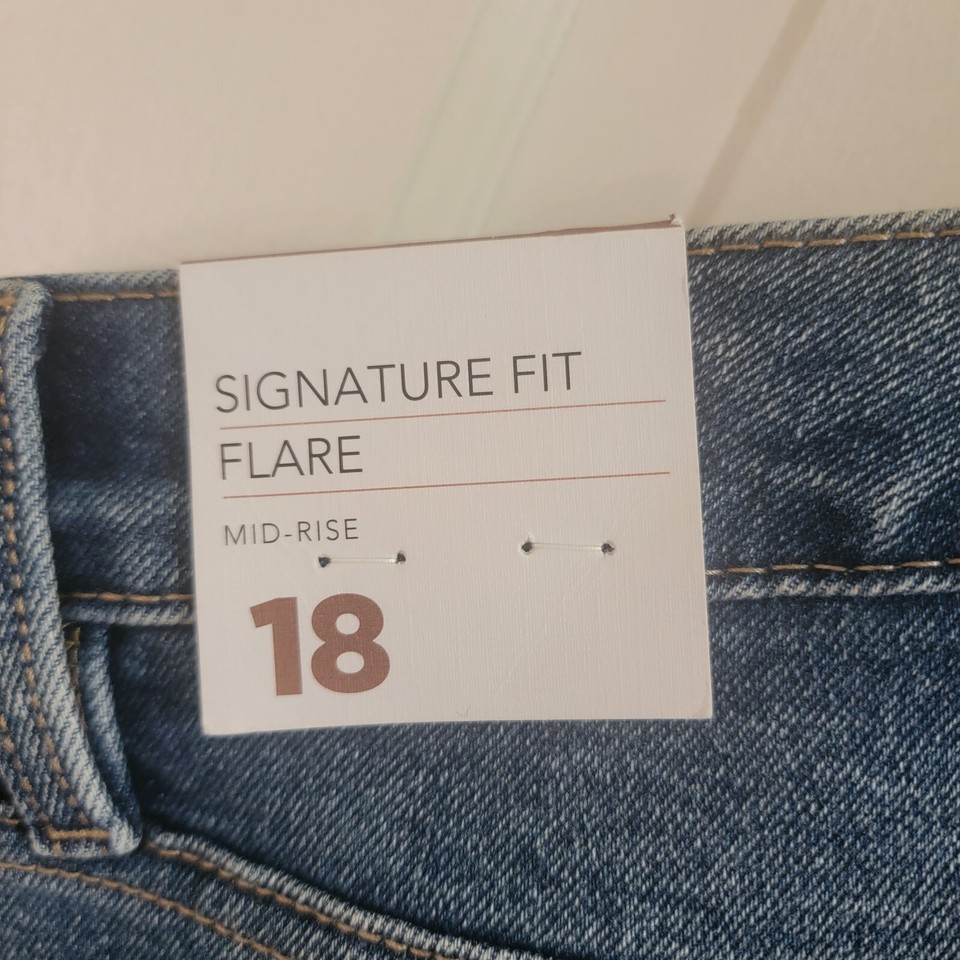 SIGNATURE FIT
FLARE
MID-RISE
18